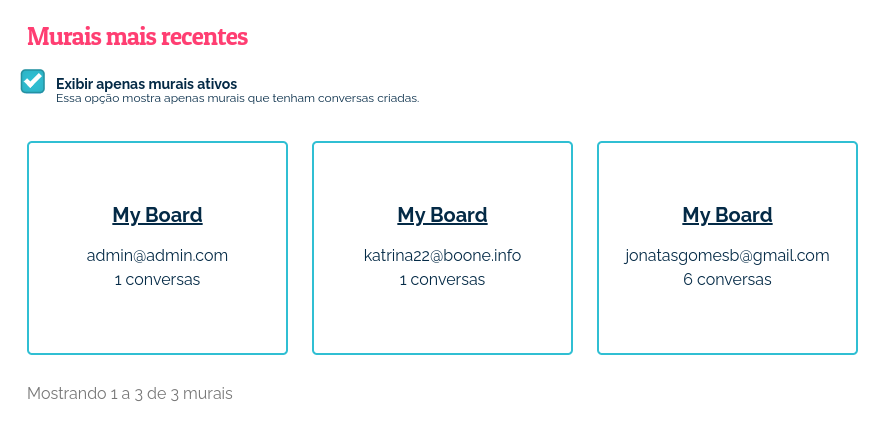 Murais mais recentes
Exibir apenas murais ativos
Essa opção mostra apenas murais que tenham conversas criadas.
My Board
admin@admin.com
1 conversas
My Board
katrina22@boone.info
1 conversas
My Board
jonatasgomesb@gmail.com
6 conversas
Mostrando 1 a 3 de 3 murais